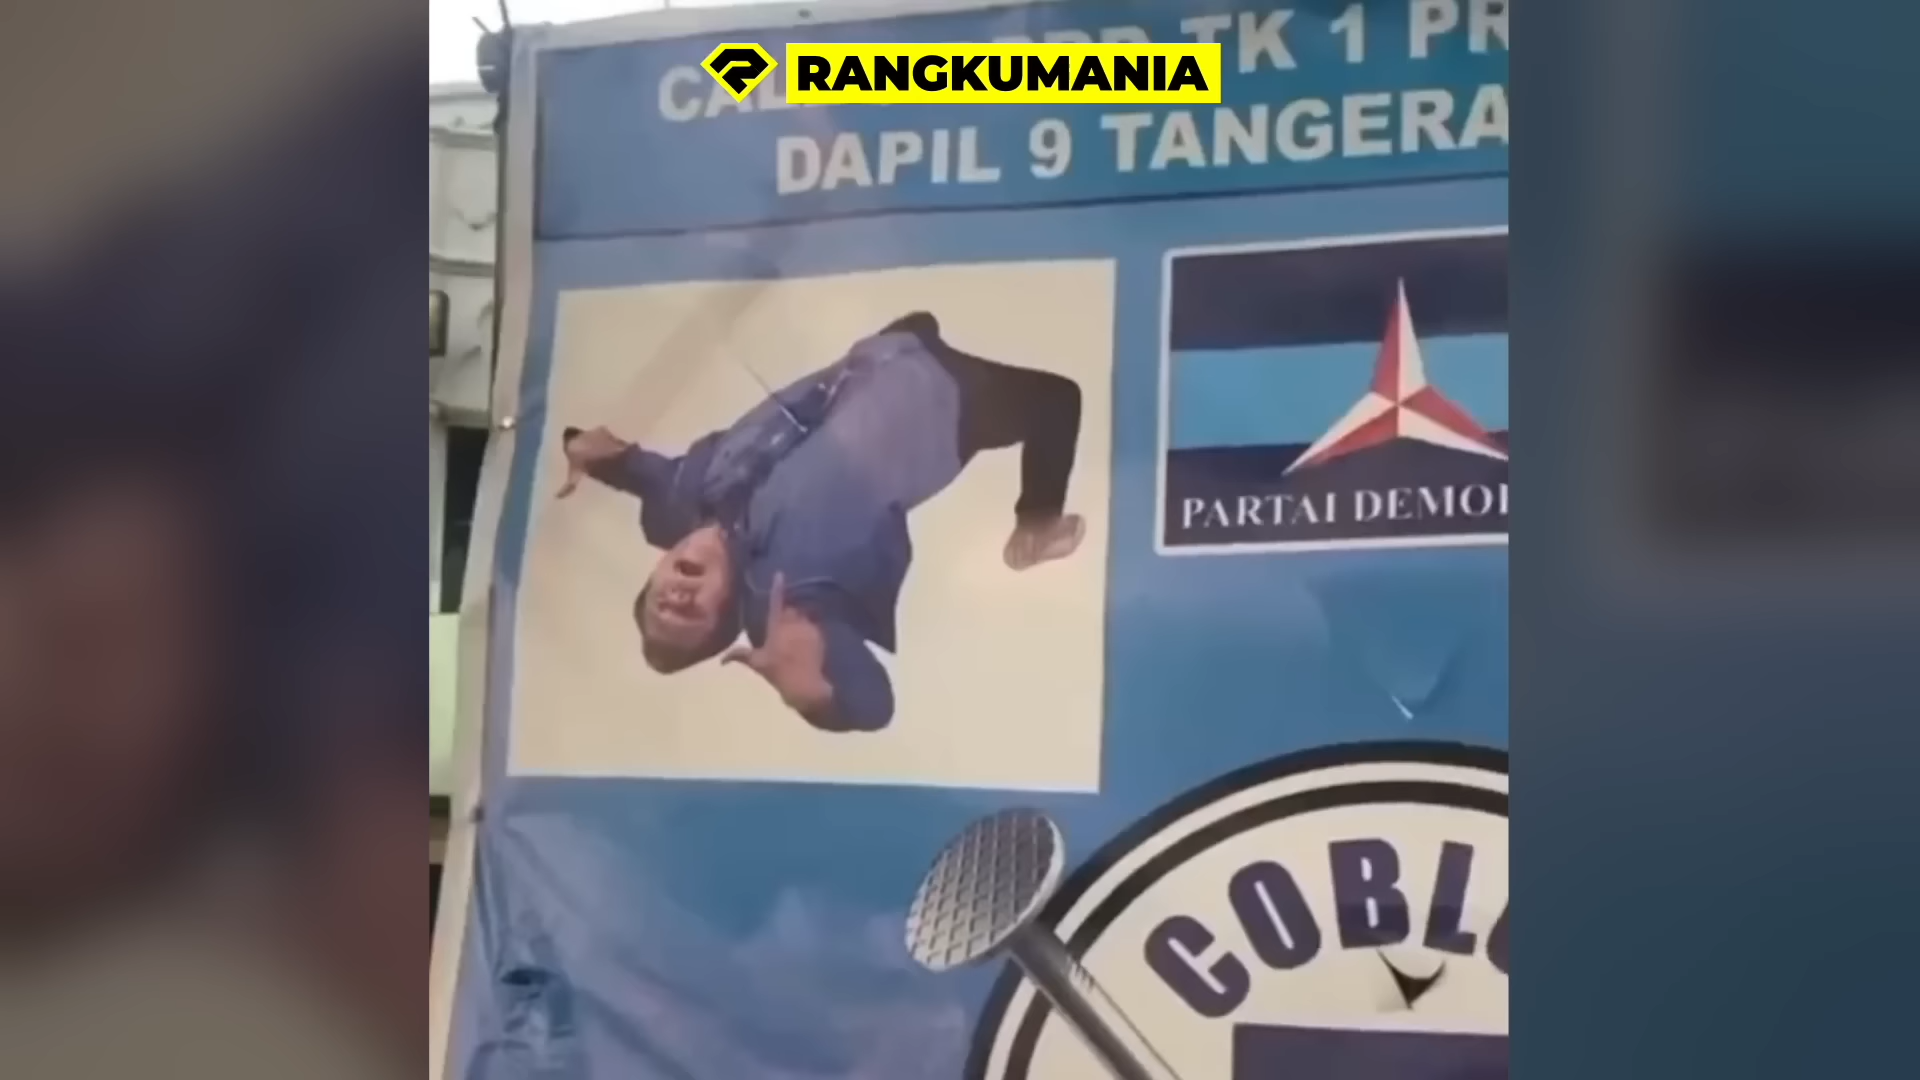 RANGKUMANIA
TK 1 PR
DAPIL 9 TANGERA
PARTAI DEMO
COBL